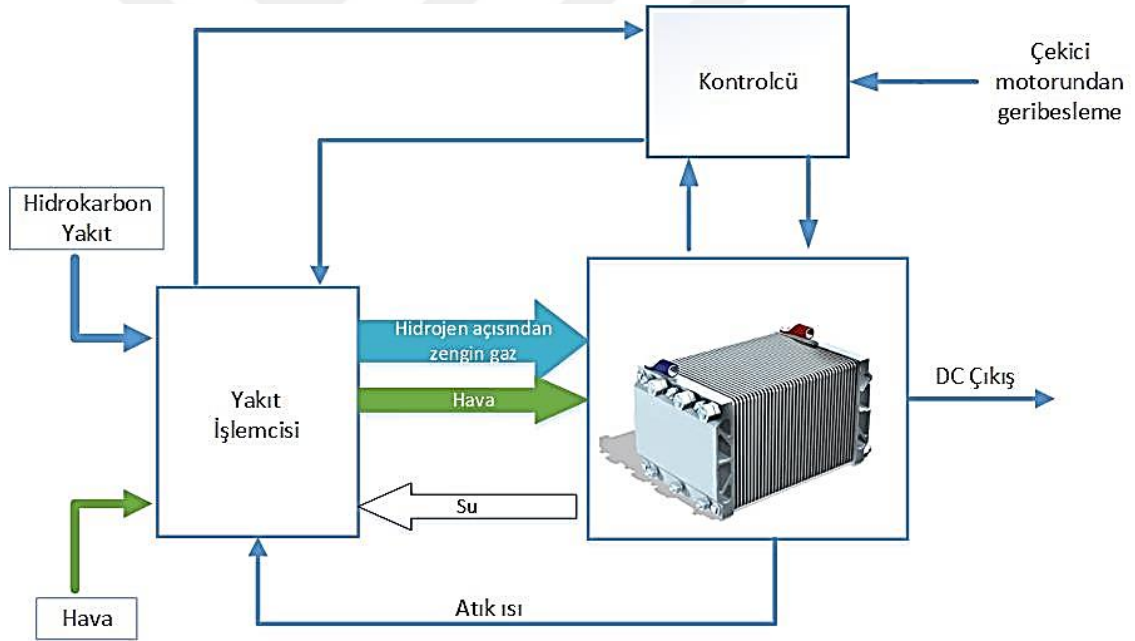 Kontrolcü
Çekici
motorundan
geribesleme
Hidrokarbon
Yakıt
Hidrojen açısından
zengin gaz
Yakıt
İşlemcisi
Hava
DC Çıkış
Su
Hava
Atık ısı